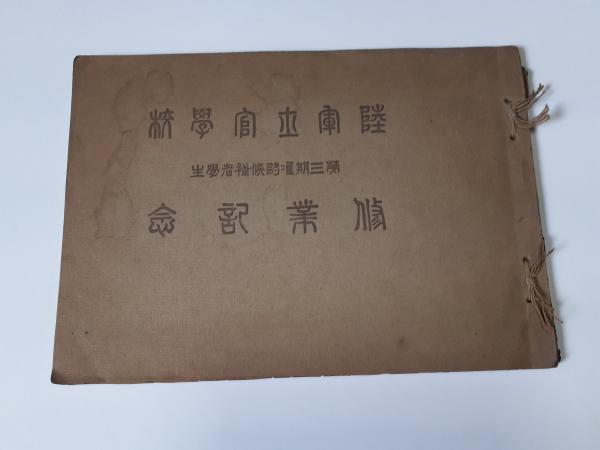 陸軍士官學校
第三期准尉候補者學生
修業記念